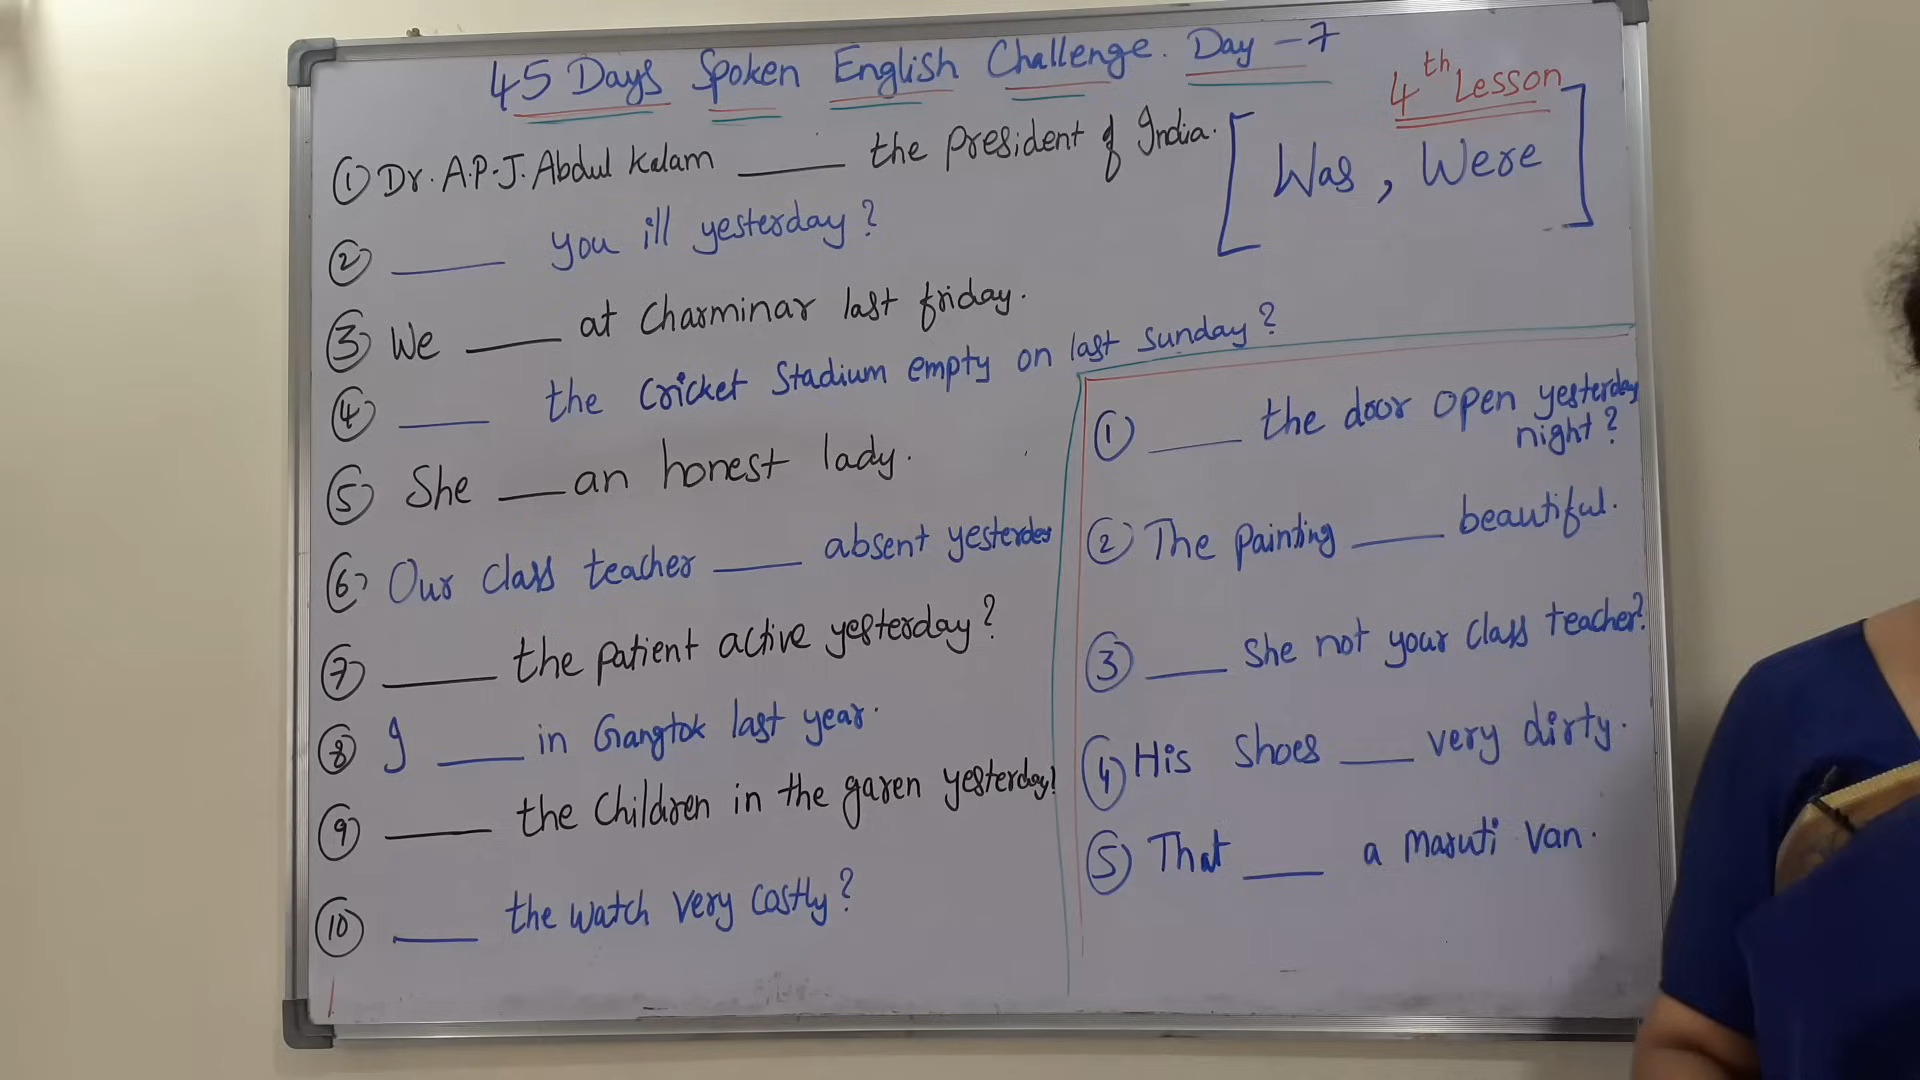 45 Days Spoken English Challenge. Day - 7
4th Lesson
[ Was, Were ]
① Dr. A.P.J. Abdul Kalam ____ the president of India.
② ____ you ill yesterday?
③ We ____ at Charminar last friday.
④ ____ the Cricket Stadium empty on last sunday?
⑤ She ____ an honest lady.
⑥ Our class teacher ____ absent yesterday
⑦ ____ the patient active yesterday?
⑧ I ____ in Gangtok last year.
⑨ ____ the Children in the garen yesterday?
⑩ ____ the watch very costly?
① ____ the door open yesterday
night?
② The painting ____ beautiful.
③ ____ she not your class teacher?
④ His shoes ____ very dirty.
⑤ That ____ a maruti van.